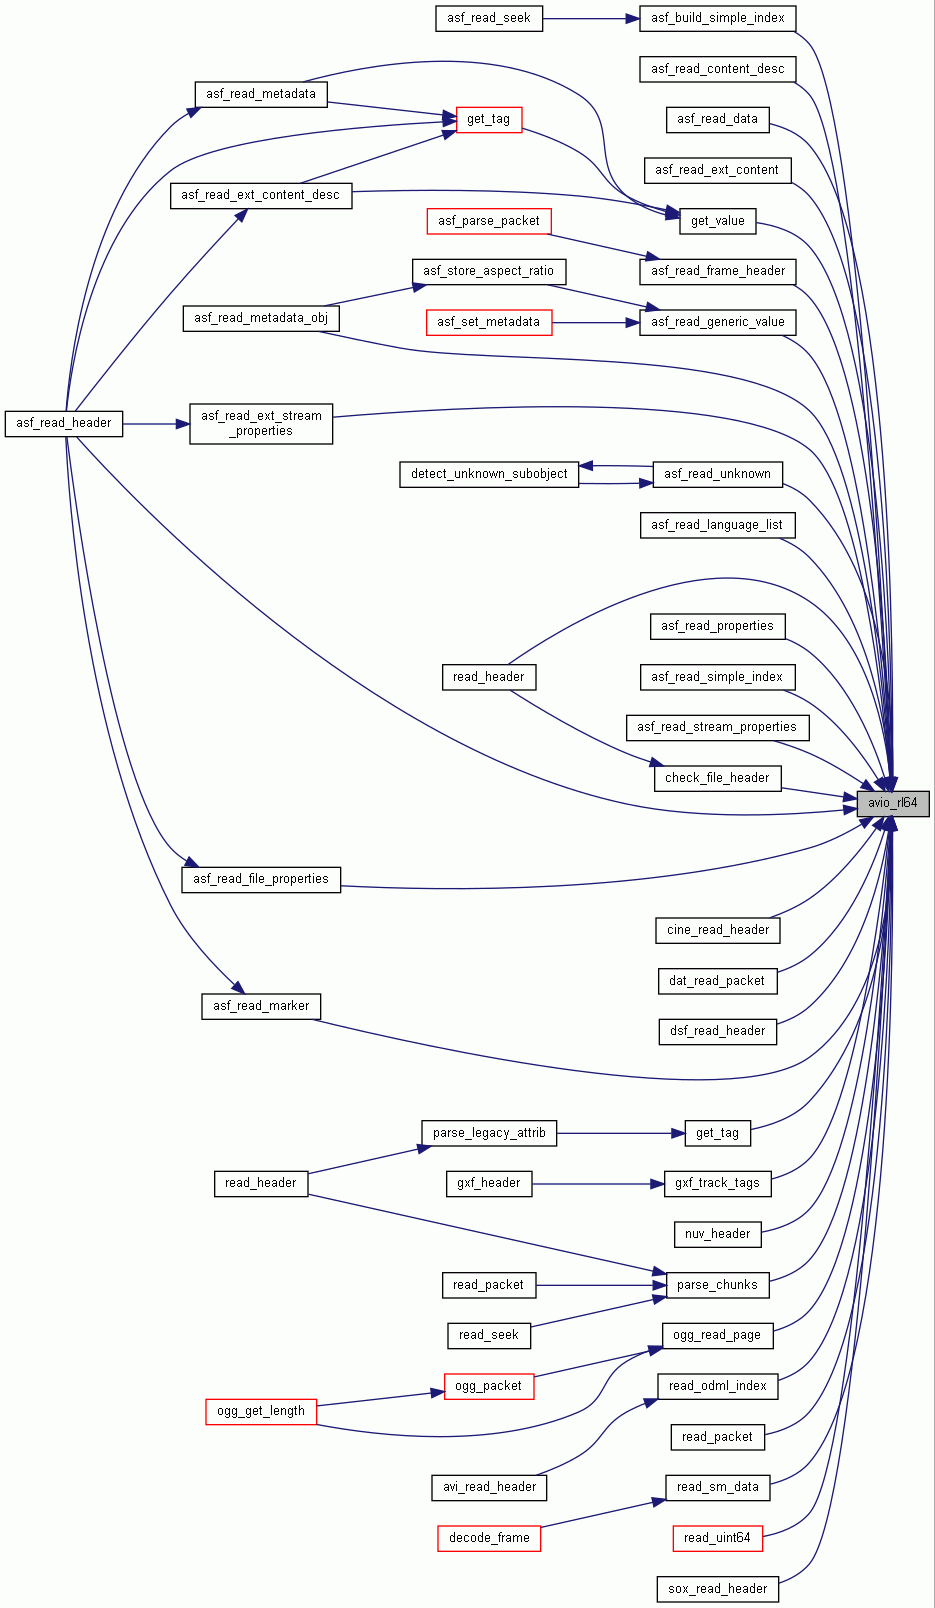 asf_read_seek
asf_build_simple_index
asf_read_content_desc
asf_read_metadata
get_tag
asf_read_data
asf_read_ext_content
asf_read_ext_content_desc
asf_parse_packet
get_value
asf_store_aspect_ratio
asf_read_frame_header
asf_read_metadata_obj
asf_set_metadata
asf_read_generic_value
asf_read_header
asf_read_ext_stream
_properties
detect_unknown_subobject
asf_read_unknown
asf_read_language_list
asf_read_properties
read_header
asf_read_simple_index
asf_read_stream_properties
check_file_header
avio_rl64
asf_read_file_properties
cine_read_header
dat_read_packet
asf_read_marker
dsf_read_header
parse_legacy_attrib
get_tag
read_header
gxf_header
gxf_track_tags
nuv_header
read_packet
parse_chunks
read_seek
ogg_read_page
ogg_get_length
ogg_packet
read_odml_index
read_packet
avi_read_header
read_sm_data
decode_frame
read_uint64
sox_read_header